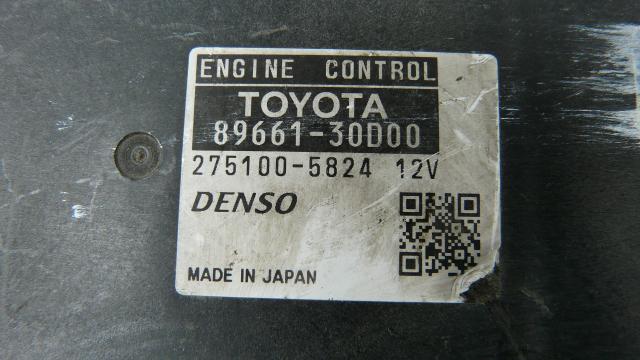 ENGINE CONTROL
TOYOTA
89661-30D00
275100-5824 12V
DENSO
MADE IN JAPAN